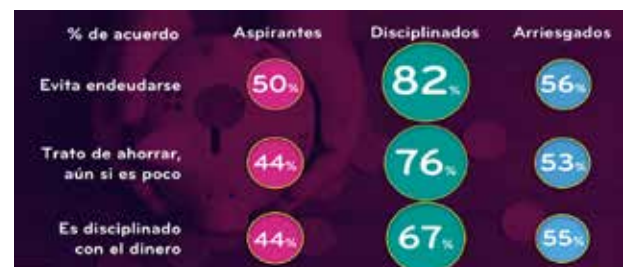 % de acuerdo Aspirantes Disciplinados Arriesgados
Evita endeudarse 50% 82% 56%
Trato de ahorrar,
aún si es poco 44% 76% 53%
Es disciplinado
con el dinero 44% 67% 55%